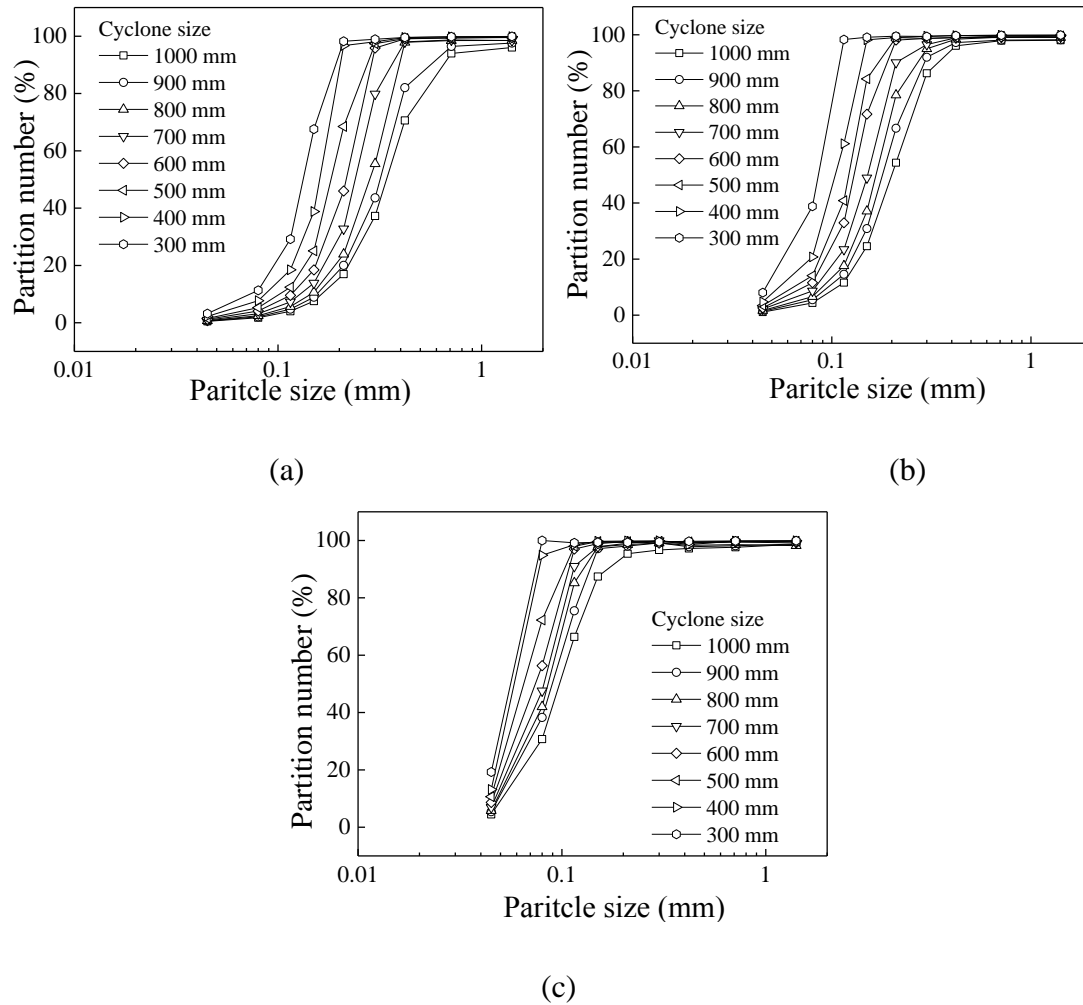 Partition number (%)
100
80
60
40
20
0
Cyclone size
1000 mm
900 mm
800 mm
700 mm
600 mm
500 mm
400 mm
300 mm
0.01
0.1
1
Paritcle size (mm)
(a)
Partition number (%)
100
80
60
40
20
0
Cyclone size
1000 mm
900 mm
800 mm
700 mm
600 mm
500 mm
400 mm
300 mm
0.01
0.1
1
Paritcle size (mm)
(b)
Partition number (%)
100
80
60
40
20
0
Cyclone size
1000 mm
900 mm
800 mm
700 mm
600 mm
500 mm
400 mm
300 mm
0.01
0.1
1
Paritcle size (mm)
(c)